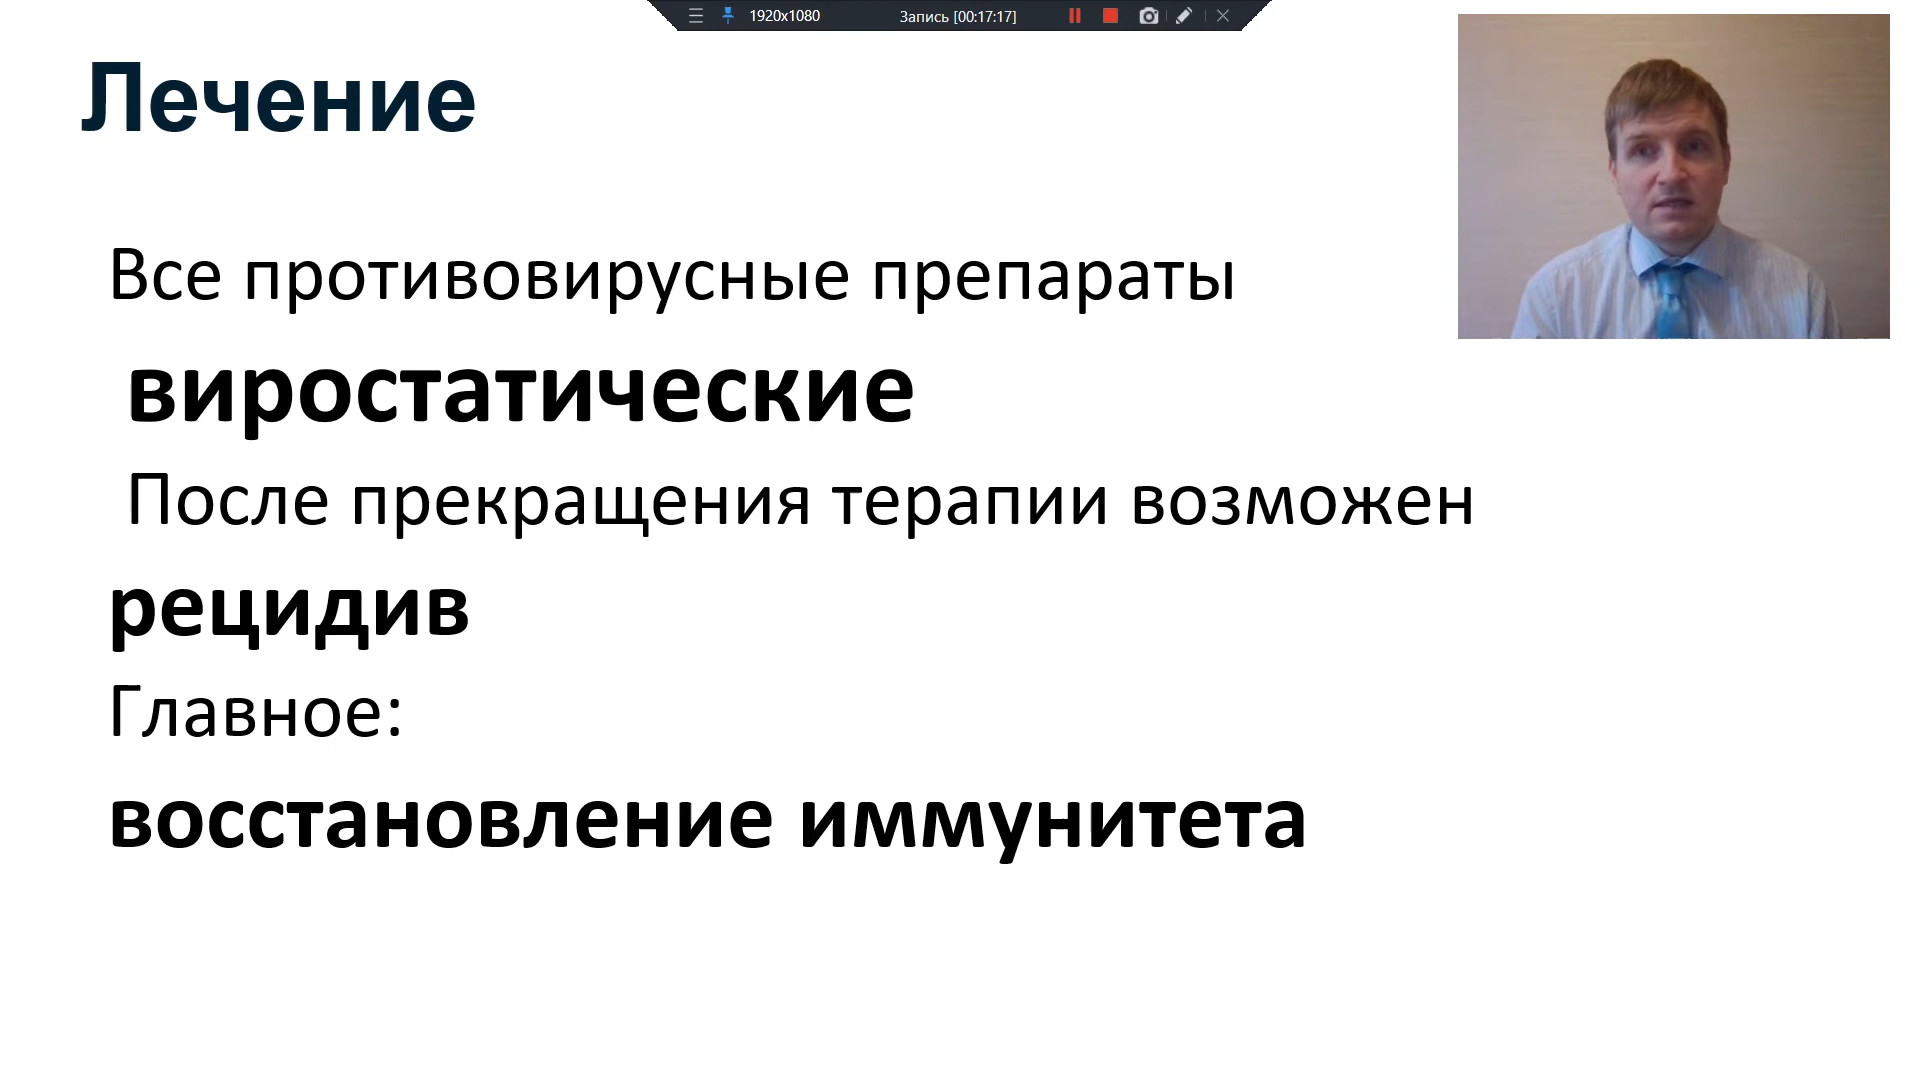 1920x1080 Запись [00:17:17]
Лечение
Все противовирусные препараты
виростатические
После прекращения терапии возможен
рецидив
Главное:
восстановление иммунитета